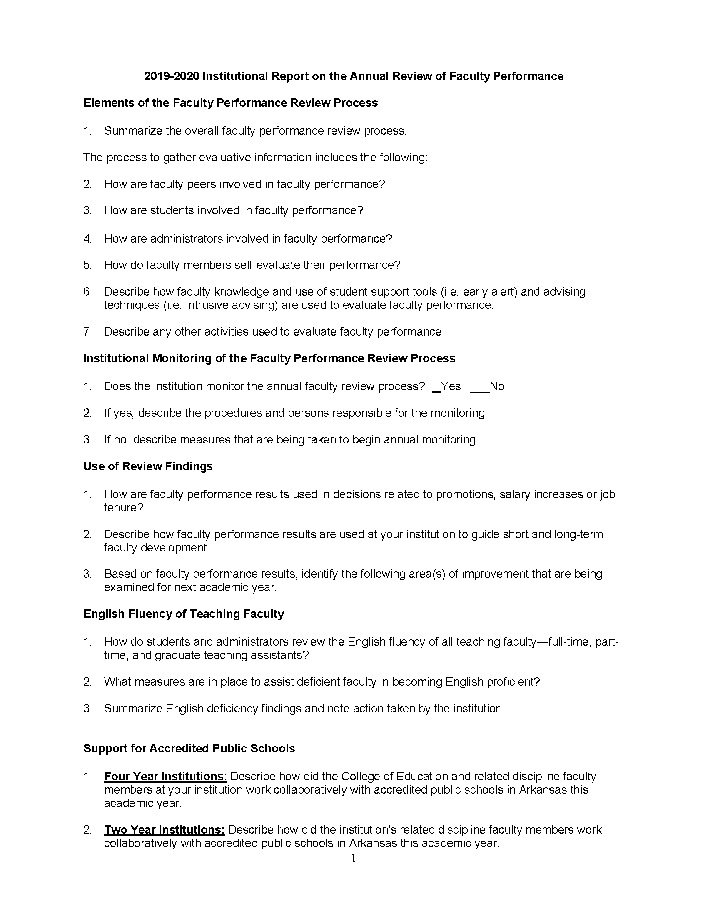 2019-2020 Institutional Report on the Annual Review of Faculty Performance
Elements of the Faculty Performance Review Process
1. Summarize the overall faculty performance review process.
The process to gather evaluative information includes the following:
2. How are faculty peers involved in faculty performance?
3. How are students involved in faculty performance?
4. How are administrators involved in faculty performance?
5. How do faculty members self-evaluate their performance?
6. Describe how faculty knowledge and use of student support tools (i.e. early alert) and advising
techniques (i.e. intrusive advising) are used to evaluate faculty performance.
7. Describe any other activities used to evaluate faculty performance.
Institutional Monitoring of the Faculty Performance Review Process
1. Does the institution monitor the annual faculty review process? _Yes ___No
2. If yes, describe the procedures and persons responsible for the monitoring.
3. If no, describe measures that are being taken to begin annual monitoring.
Use of Review Findings
1. How are faculty performance results used in decisions related to promotions, salary increases or job
tenure?
2. Describe how faculty performance results are used at your institution to guide short and long-term
faculty development.
3. Based on faculty performance results, identify the following area(s) of improvement that are being
examined for next academic year.
English Fluency of Teaching Faculty
1. How do students and administrators review the English fluency of all teaching faculty—full-time, part-
time, and graduate teaching assistants?
2. What measures are in place to assist deficient faculty in becoming English proficient?
3. Summarize English deficiency findings and note action taken by the institution.
Support for Accredited Public Schools
1. Four Year Institutions: Describe how did the College of Education and related discipline faculty
members at your institution work collaboratively with accredited public schools in Arkansas this
academic year.
2. Two Year Institutions: Describe how did the institution's related discipline faculty members work
collaboratively with accredited public schools in Arkansas this academic year.
1